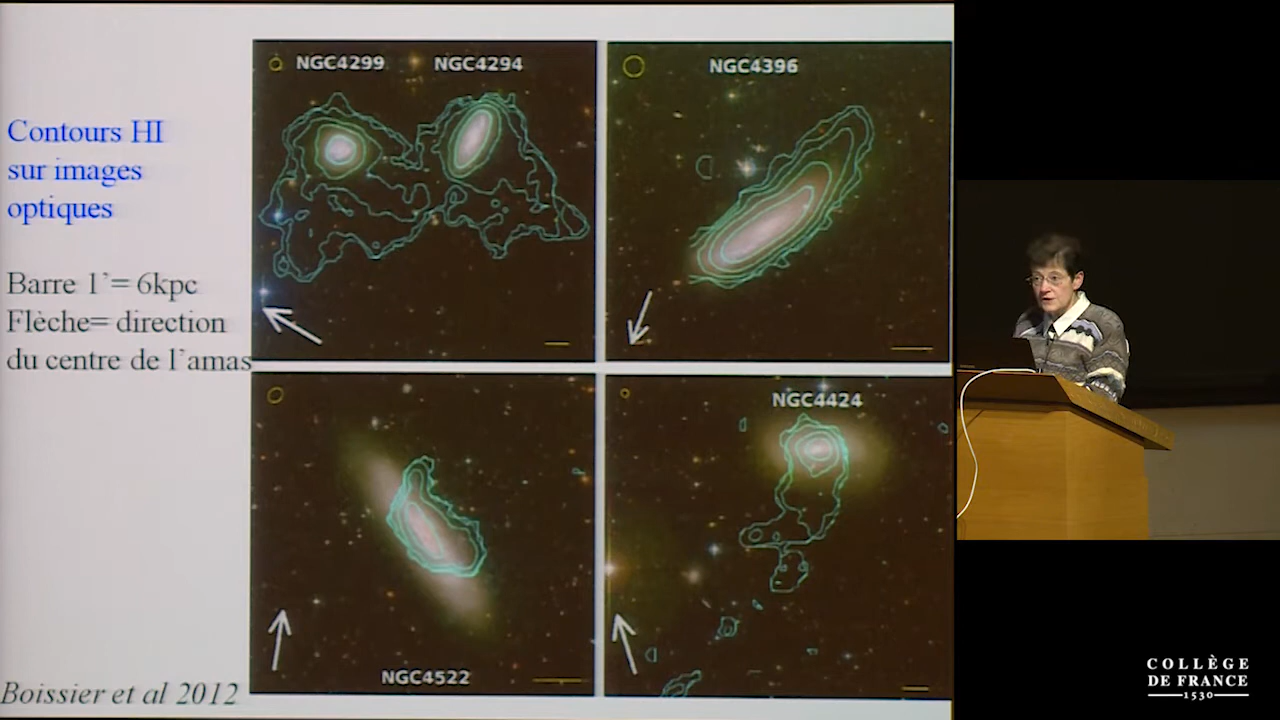 Contours HI
sur images
optiques
Barre 1'= 6kpc
Flèche= direction
du centre de l'amas
Boissier et al 2012
NGC4299 NGC4294
NGC4396
NGC4522
NGC4424
COLLÈGE
DE FRANCE
1530